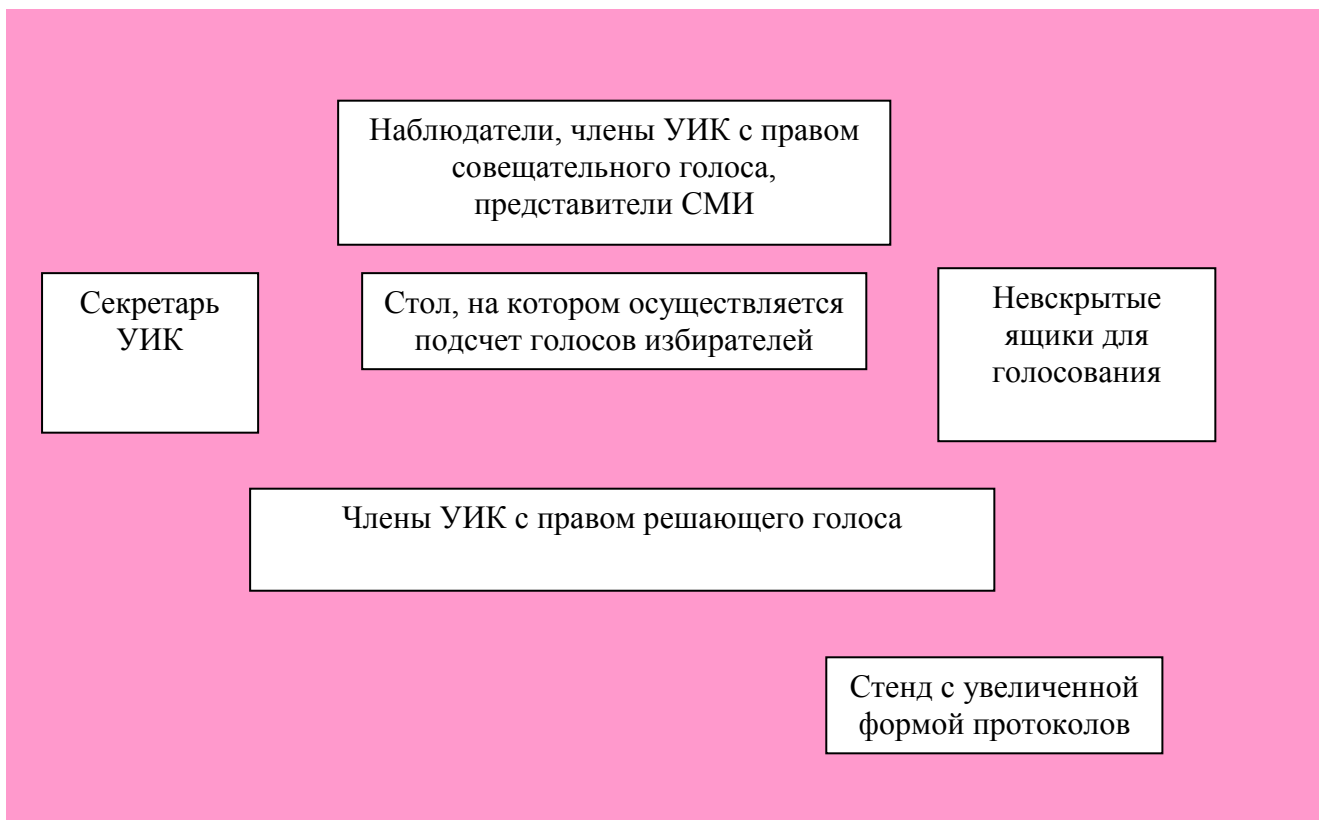 Наблюдатели, члены УИК с правом
совещательного голоса,
представители СМИ
Секретарь
УИК
Стол, на котором осуществляется
подсчет голосов избирателей
Невскрытые
ящики для
голосования
Члены УИК с правом решающего голоса
Стенд с увеличенной
формой протоколов